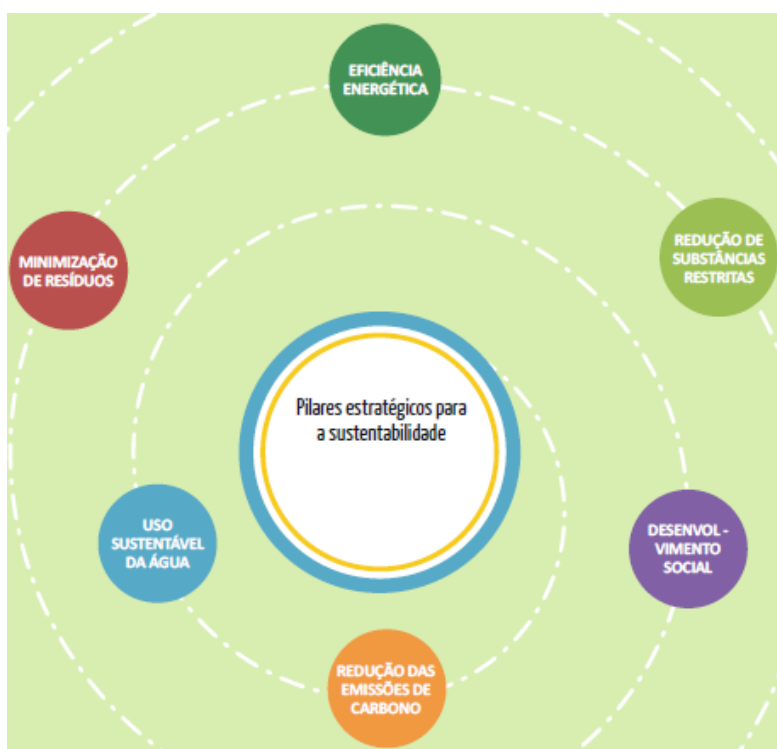 EFICIÊNCIA
ENERGÉTICA
MINIMIZAÇÃO
DE RESÍDUOS
REDUÇÃO DE
SUBSTÂNCIAS
RESTRITAS
Pilares estratégicos para
a sustentabilidade
USO
SUSTENTÁVEL
DA ÁGUA
DESENVOL -
VIMENTO
SOCIAL
REDUÇÃO DAS
EMISSÕES DE
CARBONO